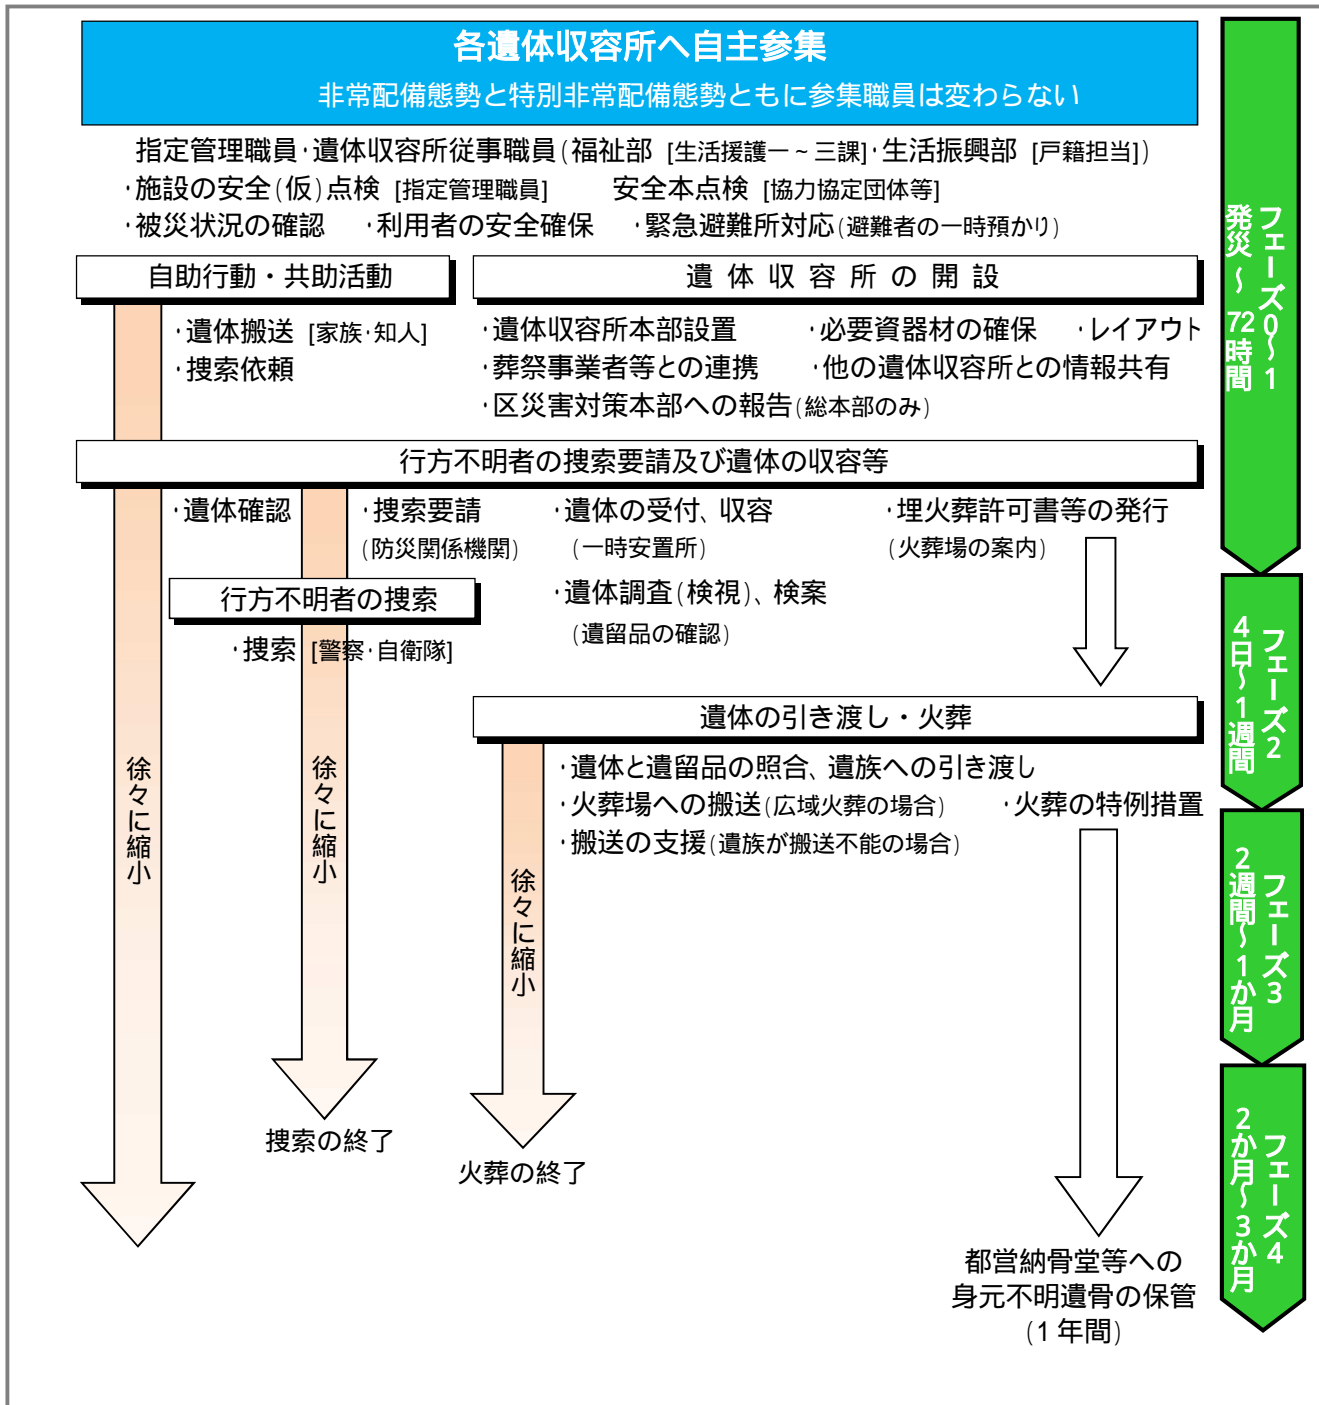 各遺体収容所へ自主参集
非常配備態勢と特別非常配備態勢ともに参集職員は変わらない
指定管理職員・遺体収容所従事職員(福祉部 [生活援護一~三課]・生活振興部 [戸籍担当])
・施設の安全(仮)点検 [指定管理職員] 安全本点検 [協力協定団体等]
・被災状況の確認 ・利用者の安全確保 ・緊急避難所対応(避難者の一時預かり)
自助行動・共助活動
・遺体搬送 [家族・知人]
・捜索依頼
遺体収容所の開設
・遺体収容所本部設置 ・必要資器材の確保 ・レイアウト
・葬祭事業者等との連携 ・他の遺体収容所との情報共有
・区災害対策本部への報告(総本部のみ)
行方不明者の捜索要請及び遺体の収容等
・遺体確認 ・捜索要請 ・遺体の受付、収容 ・埋火葬許可書等の発行
(防災関係機関) (一時安置所) (火葬場の案内)
行方不明者の捜索
・捜索 [警察・自衛隊]
・遺体調査(検視)、検案
(遺留品の確認)
遺体の引き渡し・火葬
・遺体と遺留品の照合、遺族への引き渡し
・火葬場への搬送(広域火葬の場合) ・火葬の特例措置
・搬送の支援(遺族が搬送不能の場合)
徐々に縮小
徐々に縮小
徐々に縮小
捜索の終了
火葬の終了
都営納骨堂等への
身元不明遺骨の保管
(1年間)
フェーズ0~1
発災~72時間
フェーズ2
4日~1週間
フェーズ3
2週間~1か月
フェーズ4
2か月~3か月